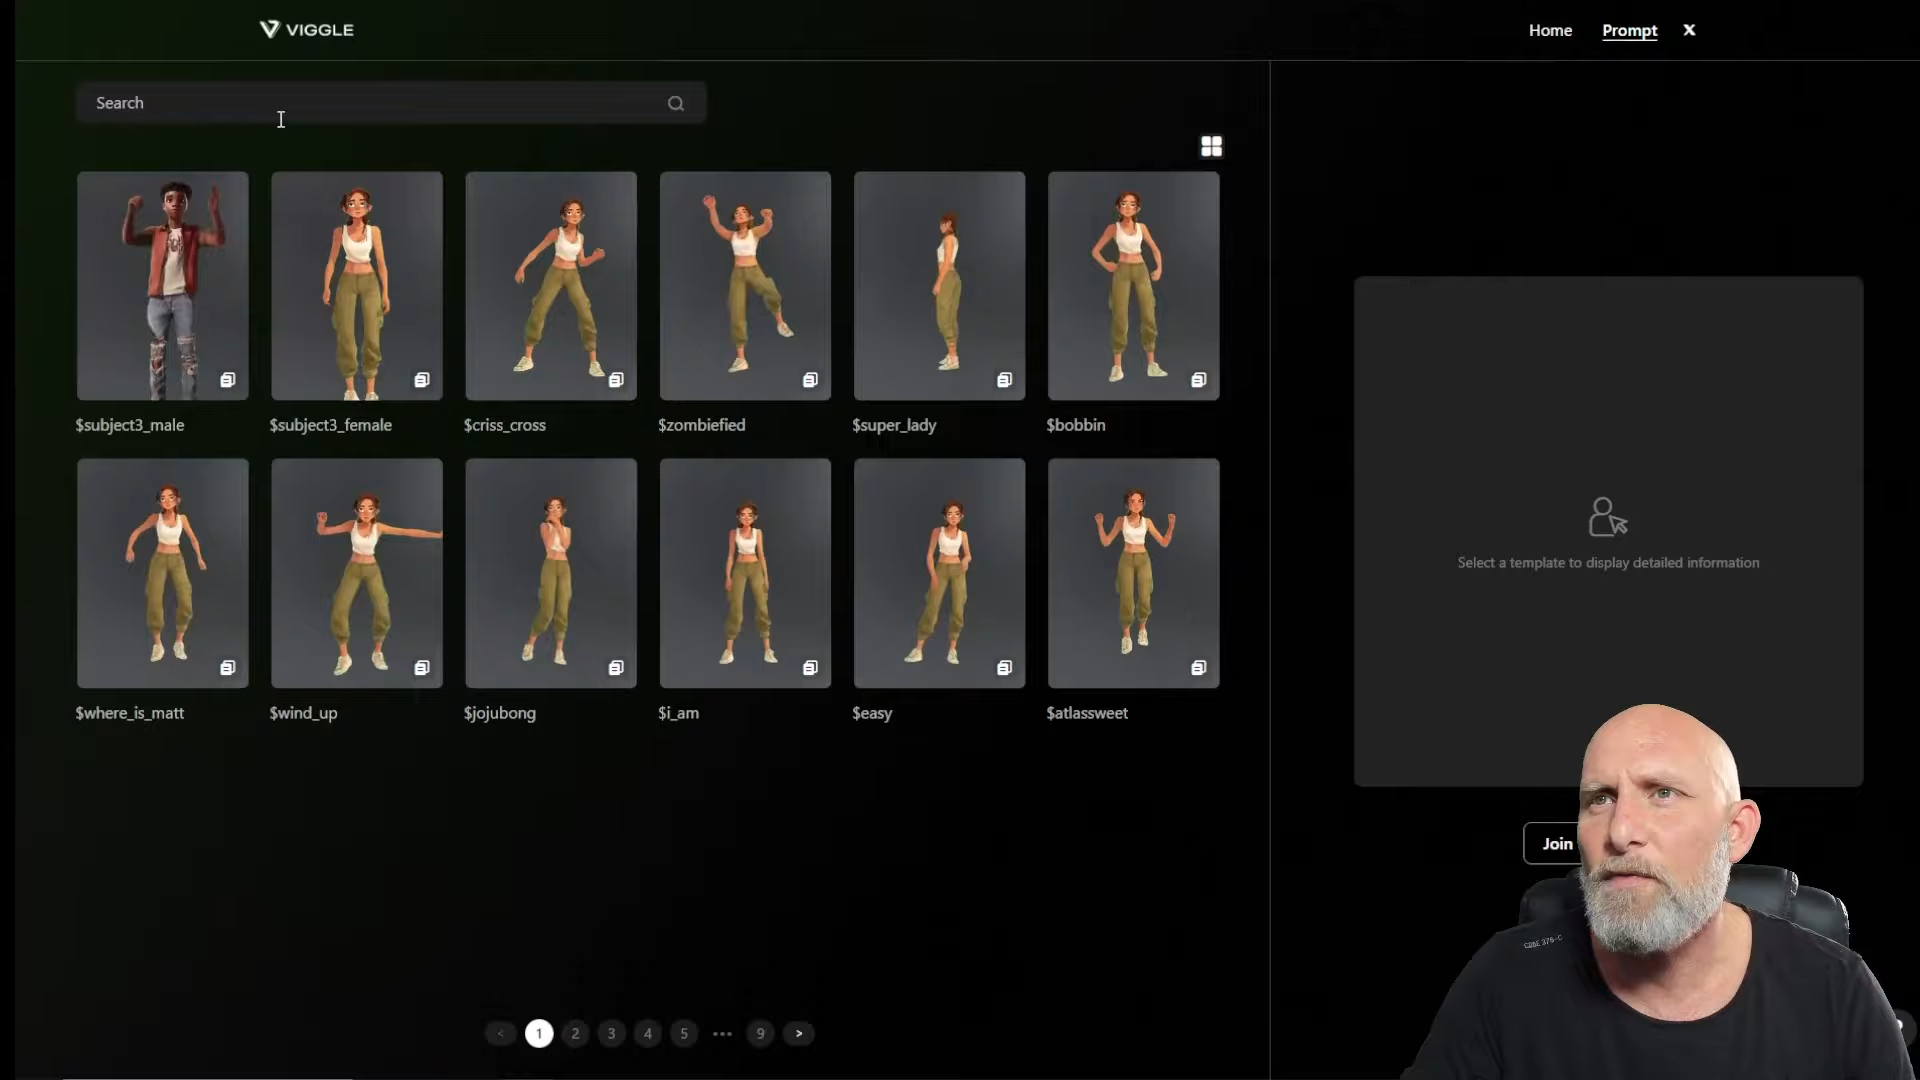 VIGGLE
Home Prompt X
Search
$subject3_male $subject3_female $criss_cross $zombiefied $super_lady $bobbin
$where_is_matt $wind_up $jojubong $i_am $easy $atlassweet
Select a template to display detailed information
Join
< 1 2 3 4 5 ••• 9 >